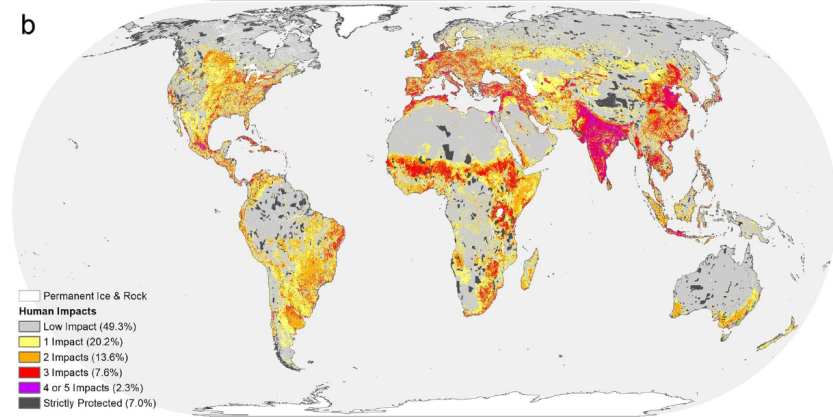 b
Permanent Ice & Rock
Human Impacts
Low Impact (49.3%)
1 Impact (20.2%)
2 Impacts (13.6%)
3 Impacts (7.6%)
4 or 5 Impacts (2.3%)
Strictly Protected (7.0%)